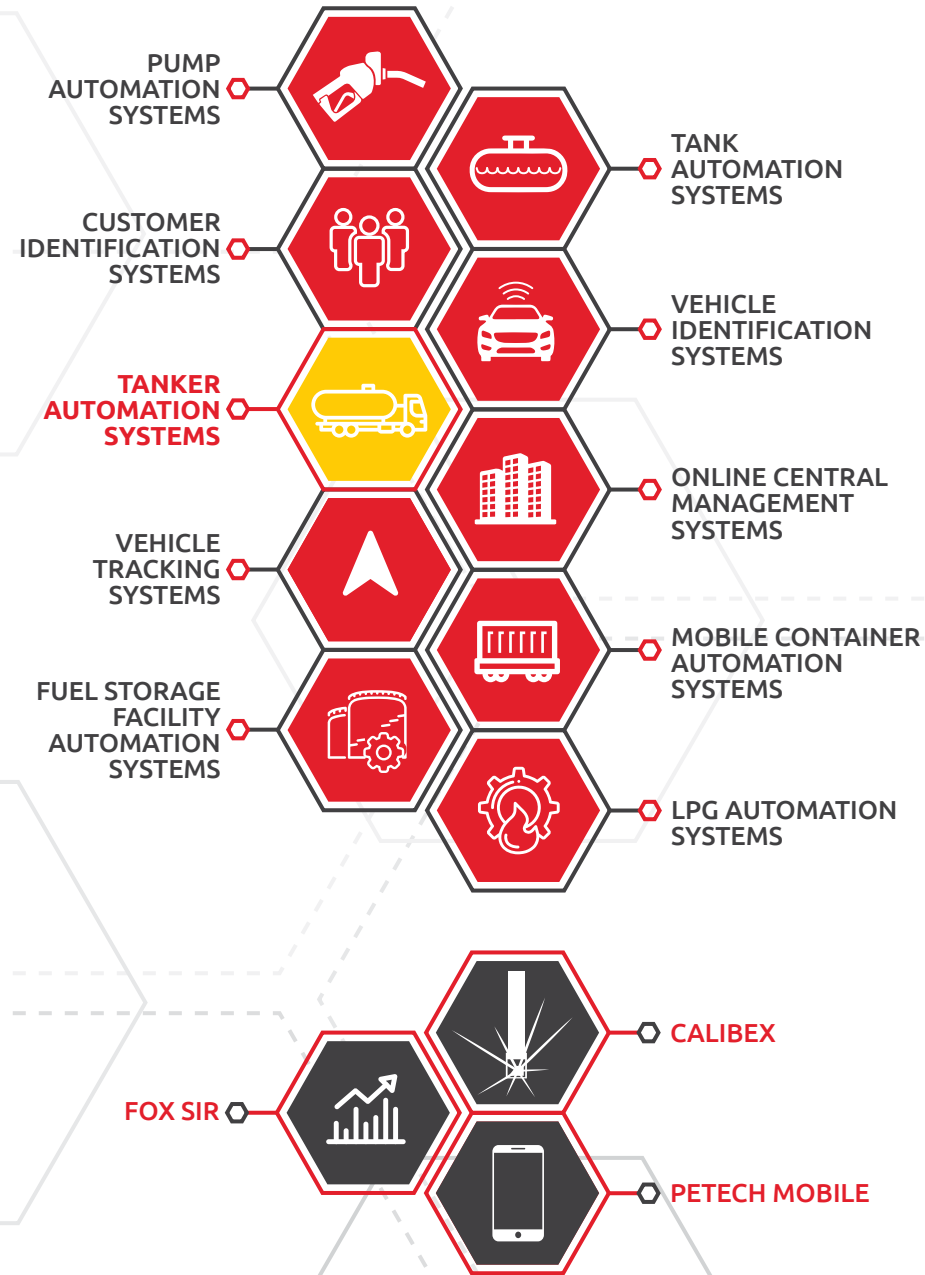 PUMP
AUTOMATION
SYSTEMS
TANK
AUTOMATION
SYSTEMS
CUSTOMER
IDENTIFICATION
SYSTEMS
VEHICLE
IDENTIFICATION
SYSTEMS
TANKER
AUTOMATION
SYSTEMS
ONLINE CENTRAL
MANAGEMENT
SYSTEMS
VEHICLE
TRACKING
SYSTEMS
MOBILE CONTAINER
AUTOMATION
SYSTEMS
FUEL STORAGE
FACILITY
AUTOMATION
SYSTEMS
LPG AUTOMATION
SYSTEMS
CALIBEX
FOX SIR
PETECH MOBILE